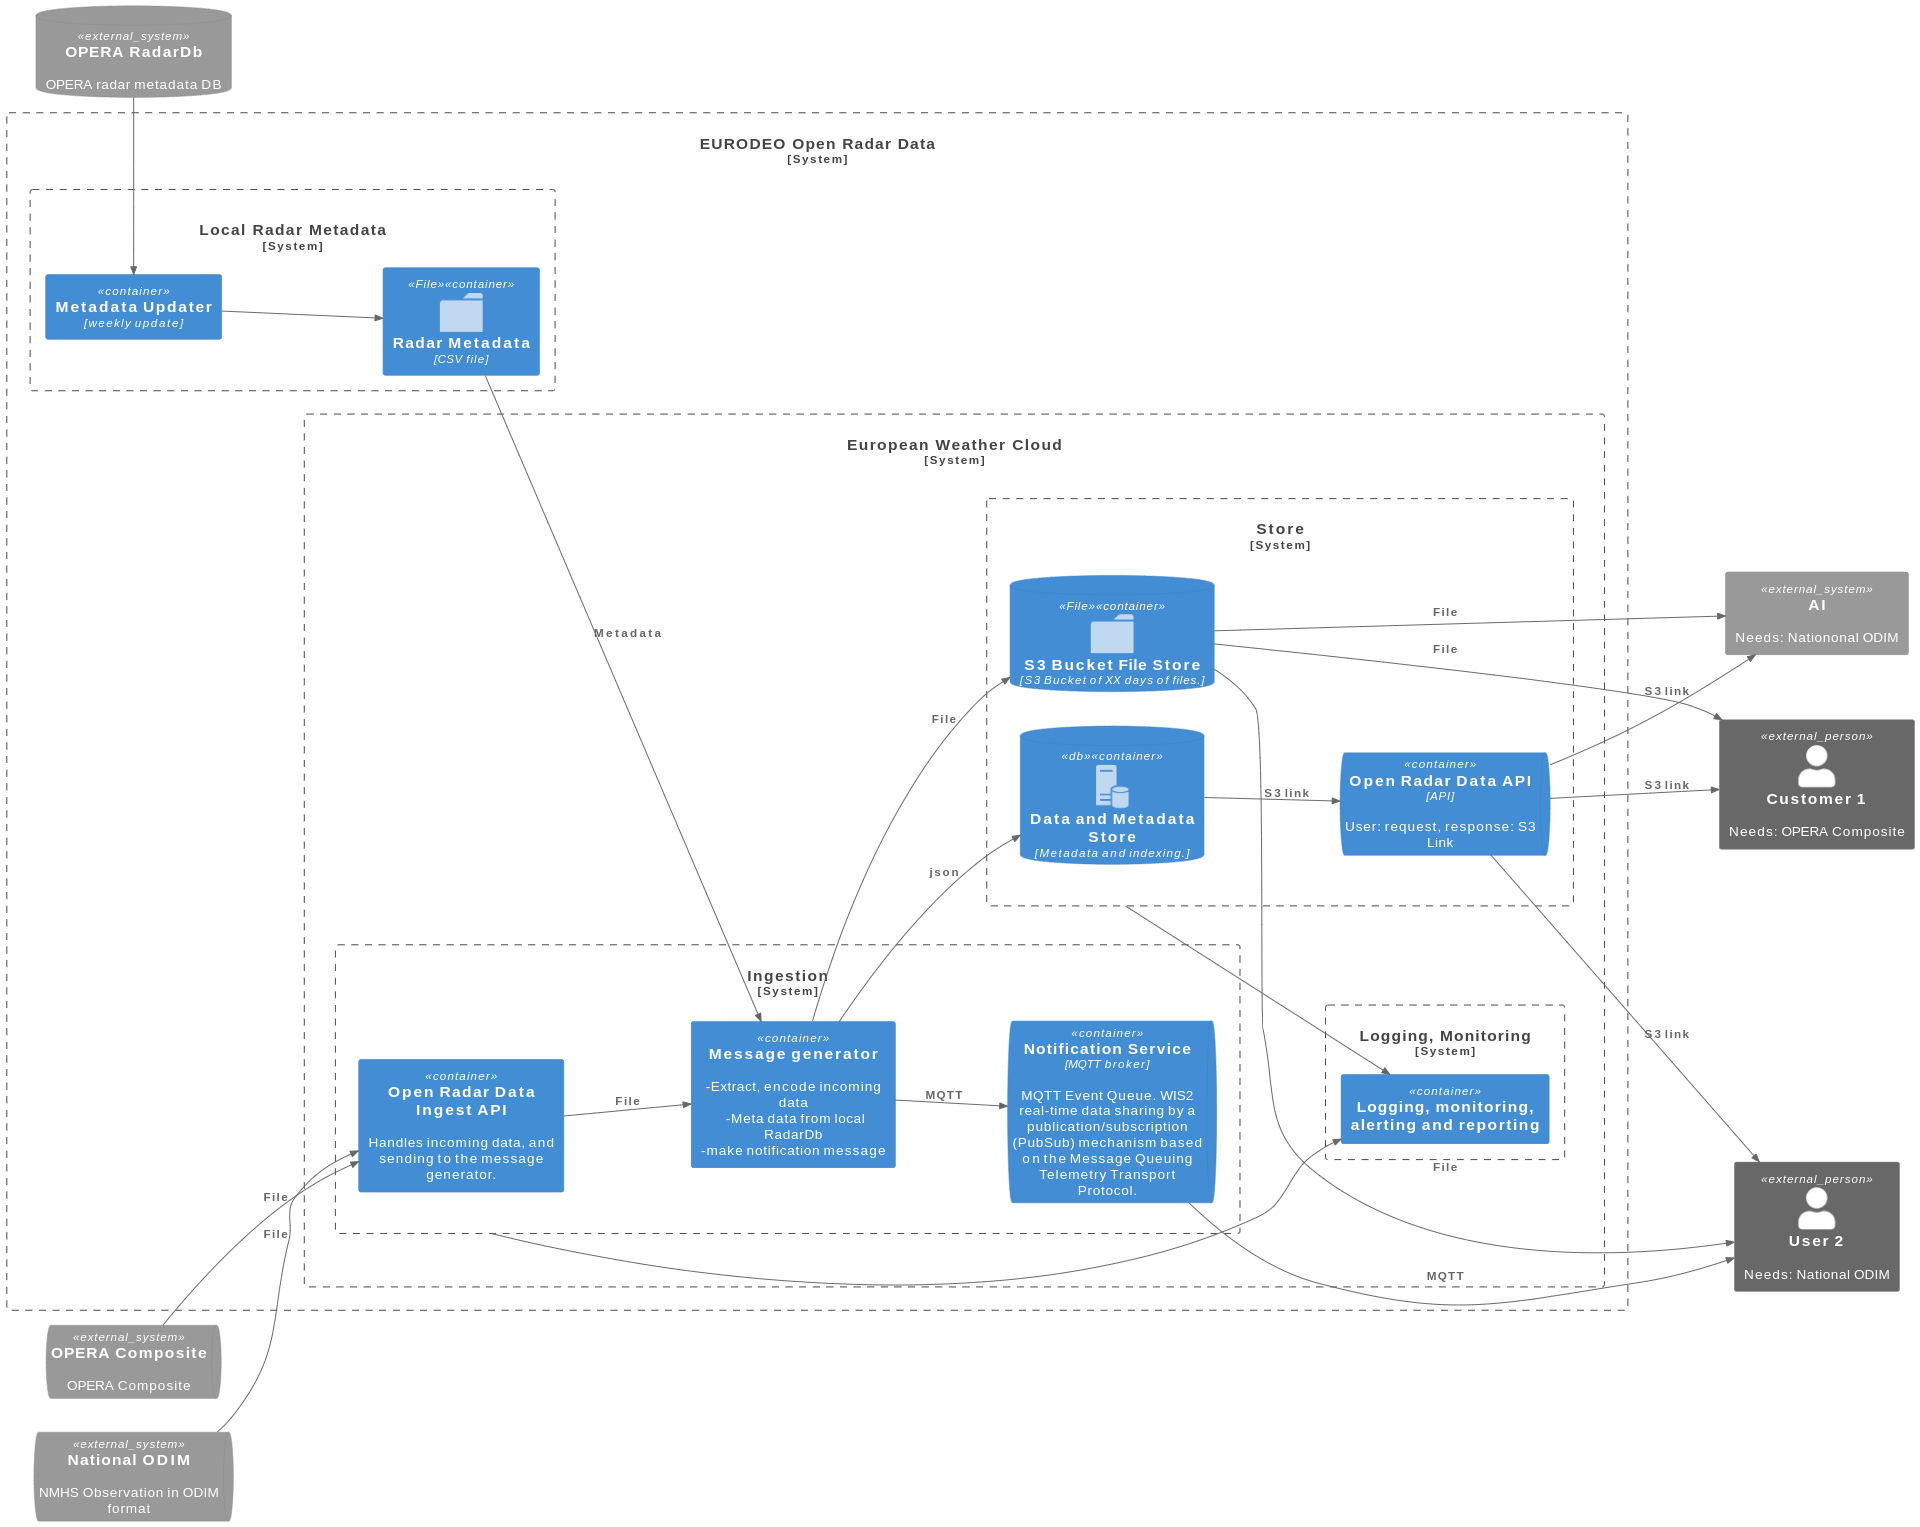 «external_system»
OPERA RadarDb
OPERA radar metadata DB
EURODEO Open Radar Data
[System]
Local Radar Metadata
[System]
«container»
Metadata Updater
[weekly update]
«File»«container»
Radar Metadata
[CSV file]
European Weather Cloud
[System]
Store
[System]
«File»«container»
S3 Bucket File Store
[S3 Bucket of XX days of files.]
File
File
«external_system»
AI
Needs: Nationonal ODIM
Metadata
File
S3 link
«db»«container»
Data and Metadata
Store
[Metadata and indexing.]
S3 link
«container»
Open Radar Data API
[API]
User: request, response: S3
Link
S3 link
«external_person»
Customer 1
Needs: OPERA Composite
json
Ingestion
[System]
«container»
Open Radar Data
Ingest API
Handles incoming data, and
sending to the message
generator.
File
«container»
Message generator
-Extract, encode incoming
data
-Meta data from local
RadarDb
-make notification message
MQTT
«container»
Notification Service
[MQTT broker]
MQTT Event Queue. WIS2
real-time data sharing by a
publication/subscription
(PubSub) mechanism based
on the Message Queuing
Telemetry Transport
Protocol.
Logging, Monitoring
[System]
«container»
Logging, monitoring,
alerting and reporting
S3 link
File
«external_person»
User 2
Needs: National ODIM
File
File
MQTT
«external_system»
OPERA Composite
OPERA Composite
«external_system»
National ODIM
NMHS Observation in ODIM
format